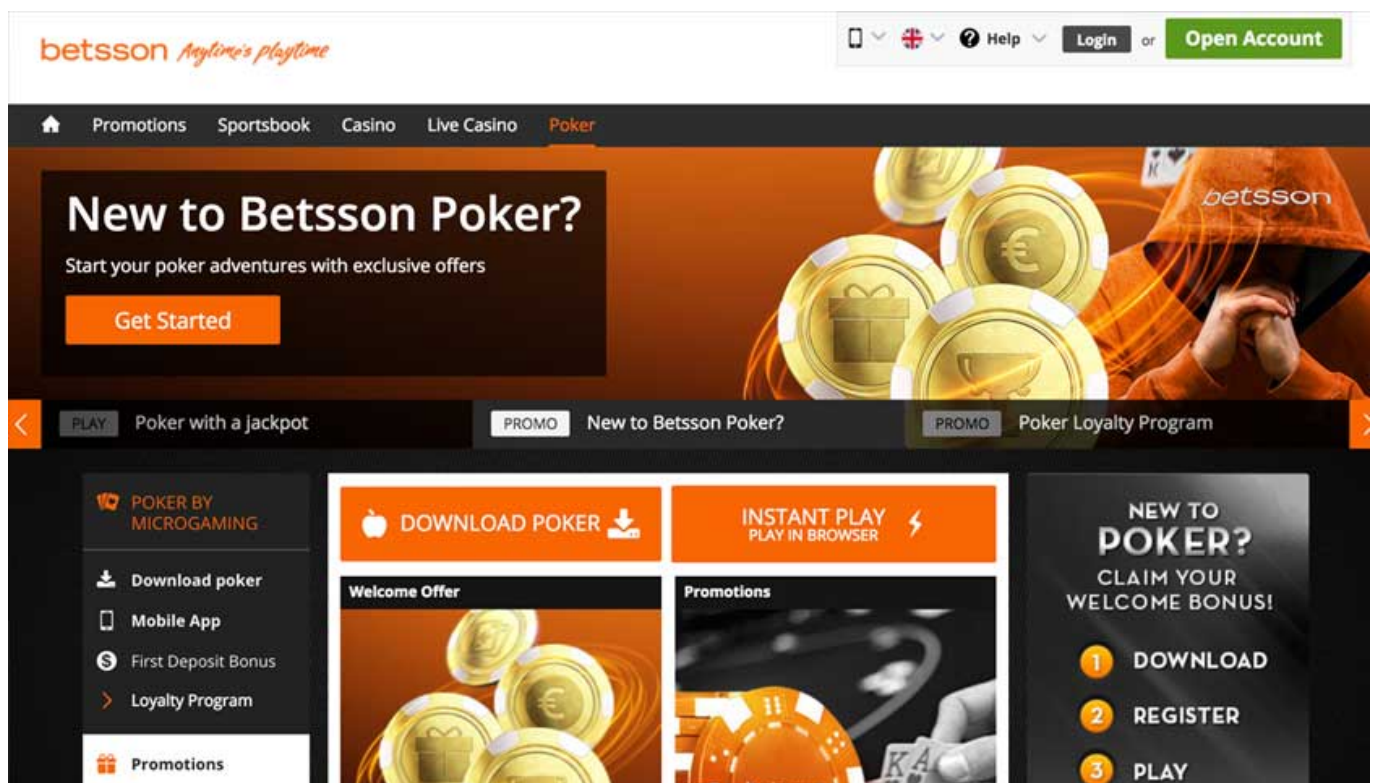 betsson Anytime's playtime
Help
Login or Open Account
Promotions Sportsbook Casino Live Casino Poker
New to Betsson Poker?
Start your poker adventures with exclusive offers
Get Started
K
betsson
€
PLAY Poker with a jackpot
PROMO New to Betsson Poker?
PROMO Poker Loyalty Program
POKER BY
MICROGAMING
Download poker
Mobile App
First Deposit Bonus
Loyalty Program
Promotions
DOWNLOAD POKER
INSTANT PLAY
PLAY IN BROWSER
Welcome Offer
€
Promotions
K A
NEW TO
POKER?
CLAIM YOUR
WELCOME BONUS!
1 DOWNLOAD
2 REGISTER
3 PLAY